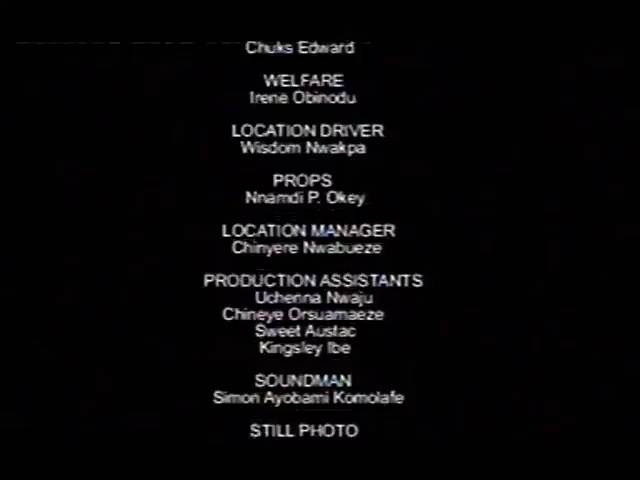 Chuks Edward
WELFARE
Irene Obinodu
LOCATION DRIVER
Wisdom Nwakpa
PROPS
Nnamdi P. Okey
LOCATION MANAGER
Chinyere Nwabueze
PRODUCTION ASSISTANTS
Uchenna Nwaju
Chineye Orsuamaeze
Sweet Austac
Kingsley Ibe
SOUNDMAN
Simon Ayobami Komolafe
STILL PHOTO